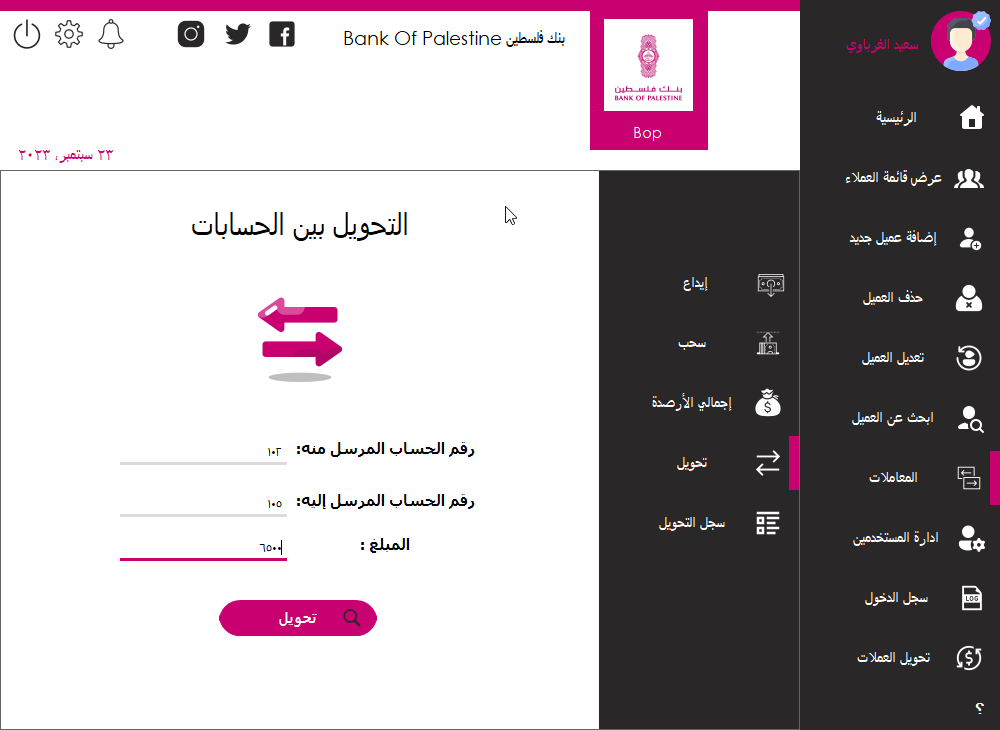 سعيد الغرباوي
الرئيسية
عرض قائمة العملاء
إضافة عميل جديد
حذف العميل
تعديل العميل
ابحث عن العميل
المعاملات
ادارة المستخدمين
سجل الدخول
LOG
تحويل العملات
؟
بنك فلسطين Bank Of Palestine
بنك فلسطين
BANK OF PALESTINE
Bop
٢٣ سبتمبر، ٢٠٢٣
إيداع
سحب
إجمالي الأرصدة
تحويل
سجل التحويل
التحويل بين الحسابات
رقم الحساب المرسل منه: ١٠٢
رقم الحساب المرسل إليه: ١٠٥
المبلغ : ٦٥٠٠
تحويل